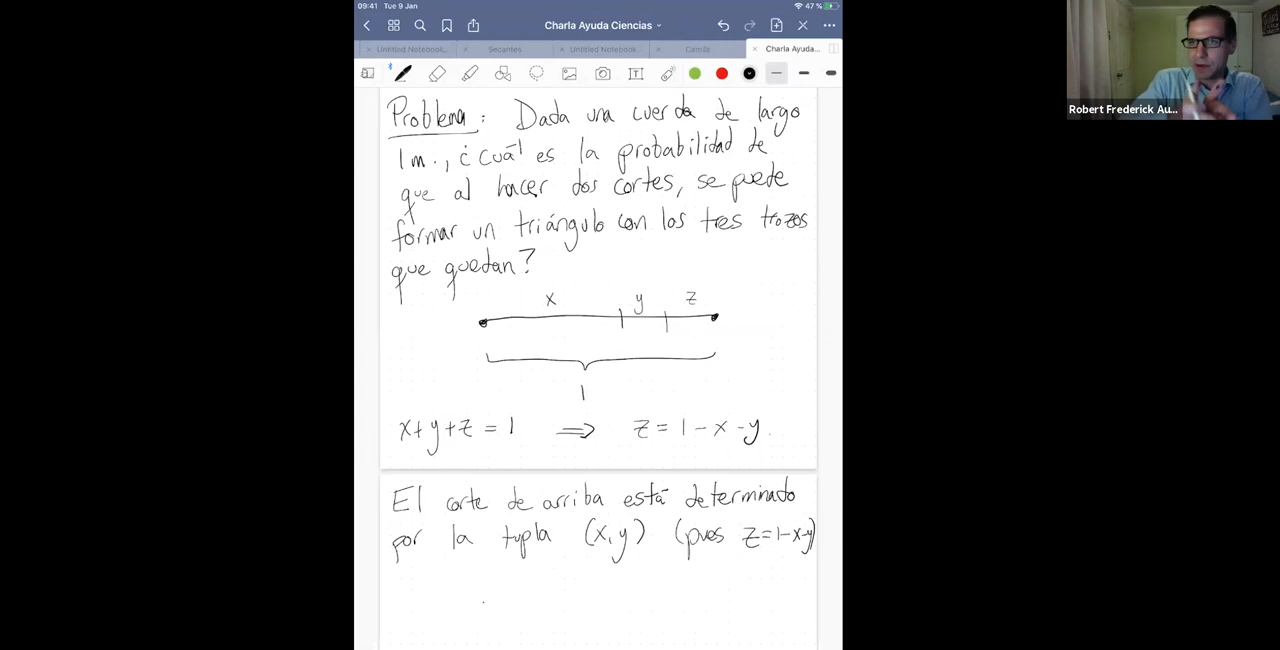 09:41 Tue 9 Jan
47 %
Charla Ayuda Ciencias
Untitled Notebook...
Secantes
Untitled Notebook
Camila
Charla Ayuda...
Robert Frederick Au...
Problema: Dada una cuerda de largo
1m., ¿cuál es la probabilidad de
que al hacer dos cortes, se puede
formar un triángulo con los tres trozos
que quedan?
x y z
1
x+y+z = 1 ⟹ z = 1-x-y.
El corte de arriba está determinado
por la tupla (x,y) (pues z=1-x-y)